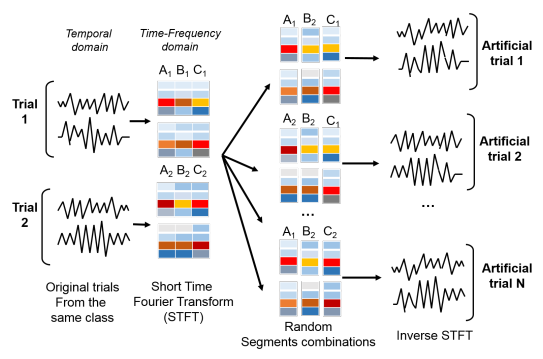 Temporal
domain
Time-Frequency
domain
A1 B1 C1
Trial
1
A2 B2 C2
Trial
2
Original trials
From the
same class
Short Time
Fourier Transform
(STFT)
A1 B2 C1
A2 B2 C1
...
A1 B2 C2
Random
Segments combinations
Artificial
trial 1
Artificial
trial 2
...
Artificial
trial N
Inverse STFT